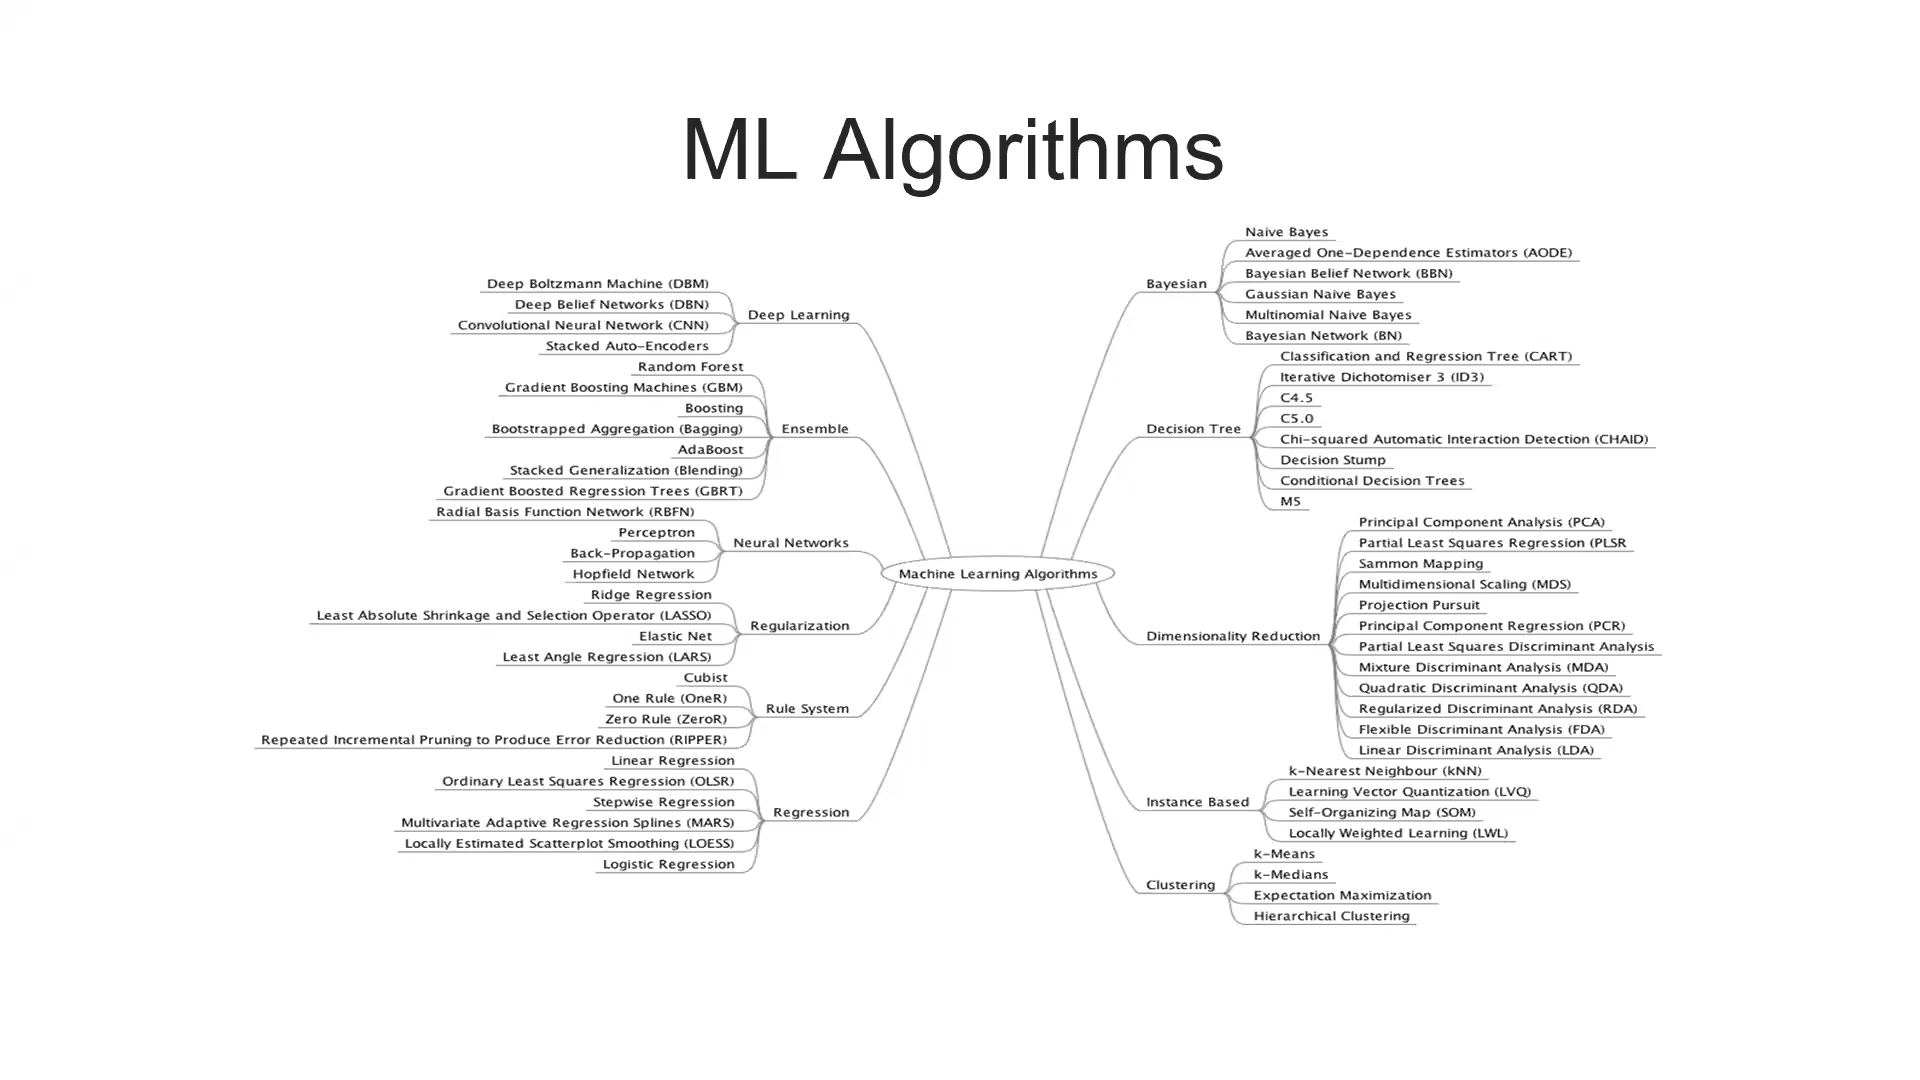 ML Algorithms
Deep Boltzmann Machine (DBM)
Deep Belief Networks (DBN)
Convolutional Neural Network (CNN)
Stacked Auto-Encoders
Deep Learning
Random Forest
Gradient Boosting Machines (GBM)
Boosting
Bootstrapped Aggregation (Bagging)
AdaBoost
Stacked Generalization (Blending)
Gradient Boosted Regression Trees (GBRT)
Ensemble
Radial Basis Function Network (RBFN)
Perceptron
Back-Propagation
Hopfield Network
Neural Networks
Ridge Regression
Least Absolute Shrinkage and Selection Operator (LASSO)
Elastic Net
Least Angle Regression (LARS)
Regularization
Cubist
One Rule (OneR)
Zero Rule (ZeroR)
Repeated Incremental Pruning to Produce Error Reduction (RIPPER)
Rule System
Linear Regression
Ordinary Least Squares Regression (OLSR)
Stepwise Regression
Multivariate Adaptive Regression Splines (MARS)
Locally Estimated Scatterplot Smoothing (LOESS)
Logistic Regression
Regression
Machine Learning Algorithms
Bayesian
Naive Bayes
Averaged One-Dependence Estimators (AODE)
Bayesian Belief Network (BBN)
Gaussian Naive Bayes
Multinomial Naive Bayes
Bayesian Network (BN)
Decision Tree
Classification and Regression Tree (CART)
Iterative Dichotomiser 3 (ID3)
C4.5
C5.0
Chi-squared Automatic Interaction Detection (CHAID)
Decision Stump
Conditional Decision Trees
M5
Dimensionality Reduction
Principal Component Analysis (PCA)
Partial Least Squares Regression (PLSR
Sammon Mapping
Multidimensional Scaling (MDS)
Projection Pursuit
Principal Component Regression (PCR)
Partial Least Squares Discriminant Analysis
Mixture Discriminant Analysis (MDA)
Quadratic Discriminant Analysis (QDA)
Regularized Discriminant Analysis (RDA)
Flexible Discriminant Analysis (FDA)
Linear Discriminant Analysis (LDA)
Instance Based
k-Nearest Neighbour (kNN)
Learning Vector Quantization (LVQ)
Self-Organizing Map (SOM)
Locally Weighted Learning (LWL)
Clustering
k-Means
k-Medians
Expectation Maximization
Hierarchical Clustering